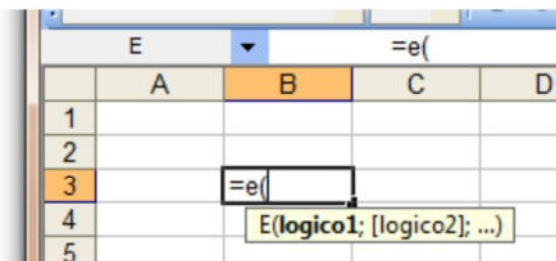 E =e(
A B C D
1
2
3 =e(
4 E(logico1; [logico2]; ...)
5